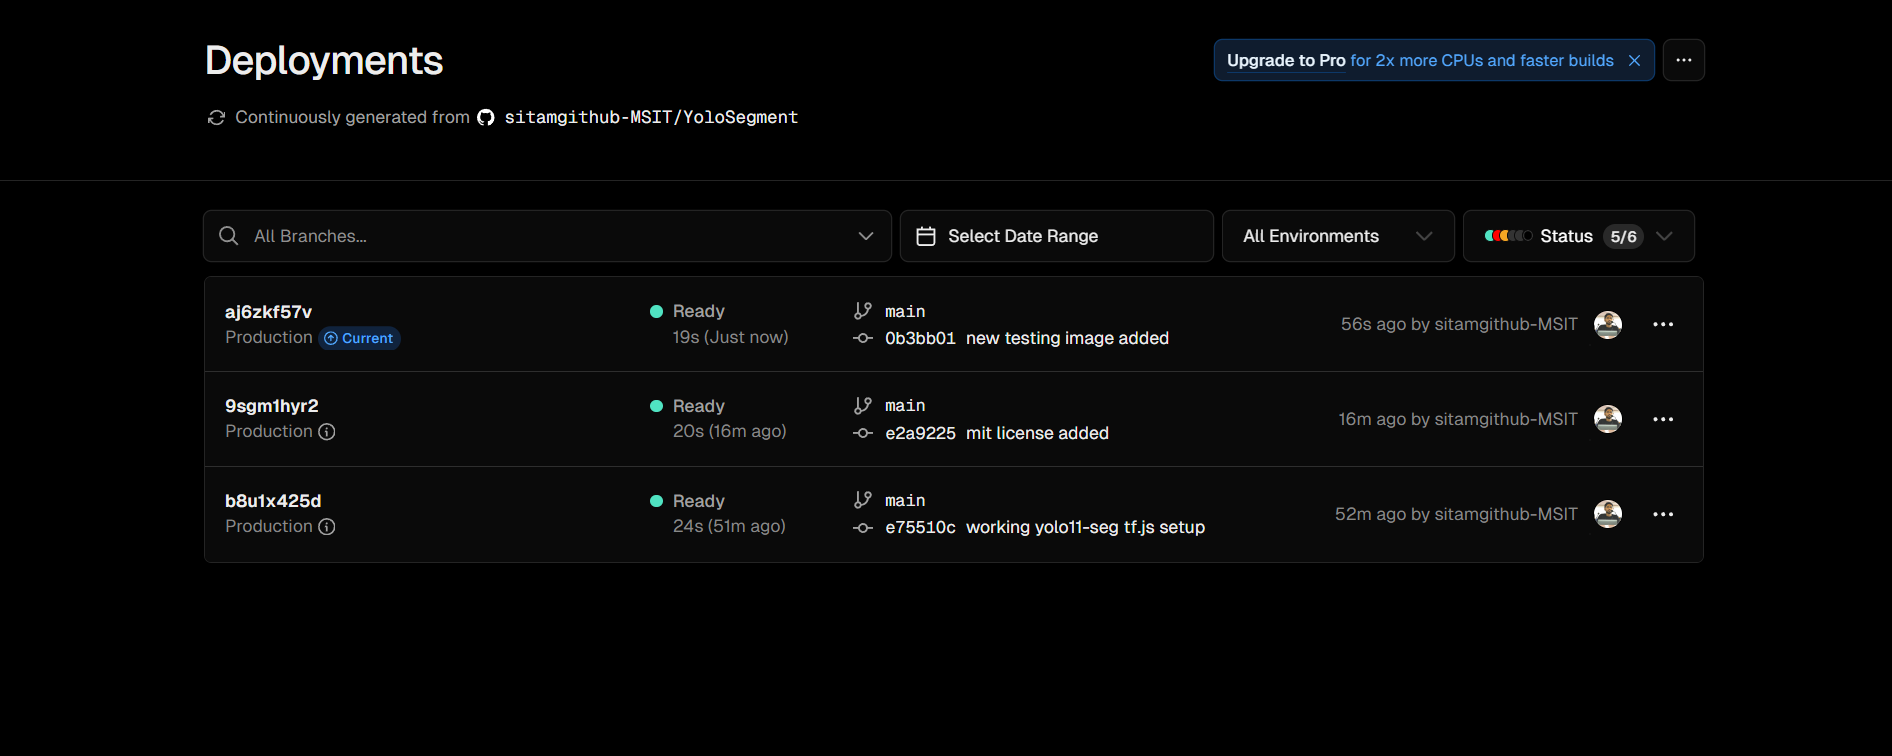 Deployments
Upgrade to Pro for 2x more CPUs and faster builds
Continuously generated from sitamgithub-MSIT/YoloSegment
All Branches...
Select Date Range
All Environments
Status 5/6
aj6zkf57v
Production Current
Ready
19s (Just now)
main
0b3bb01 new testing image added
56s ago by sitamgithub-MSIT
9sgm1hyr2
Production
Ready
20s (16m ago)
main
e2a9225 mit license added
16m ago by sitamgithub-MSIT
b8u1x425d
Production
Ready
24s (51m ago)
main
e75510c working yolo11-seg tf.js setup
52m ago by sitamgithub-MSIT